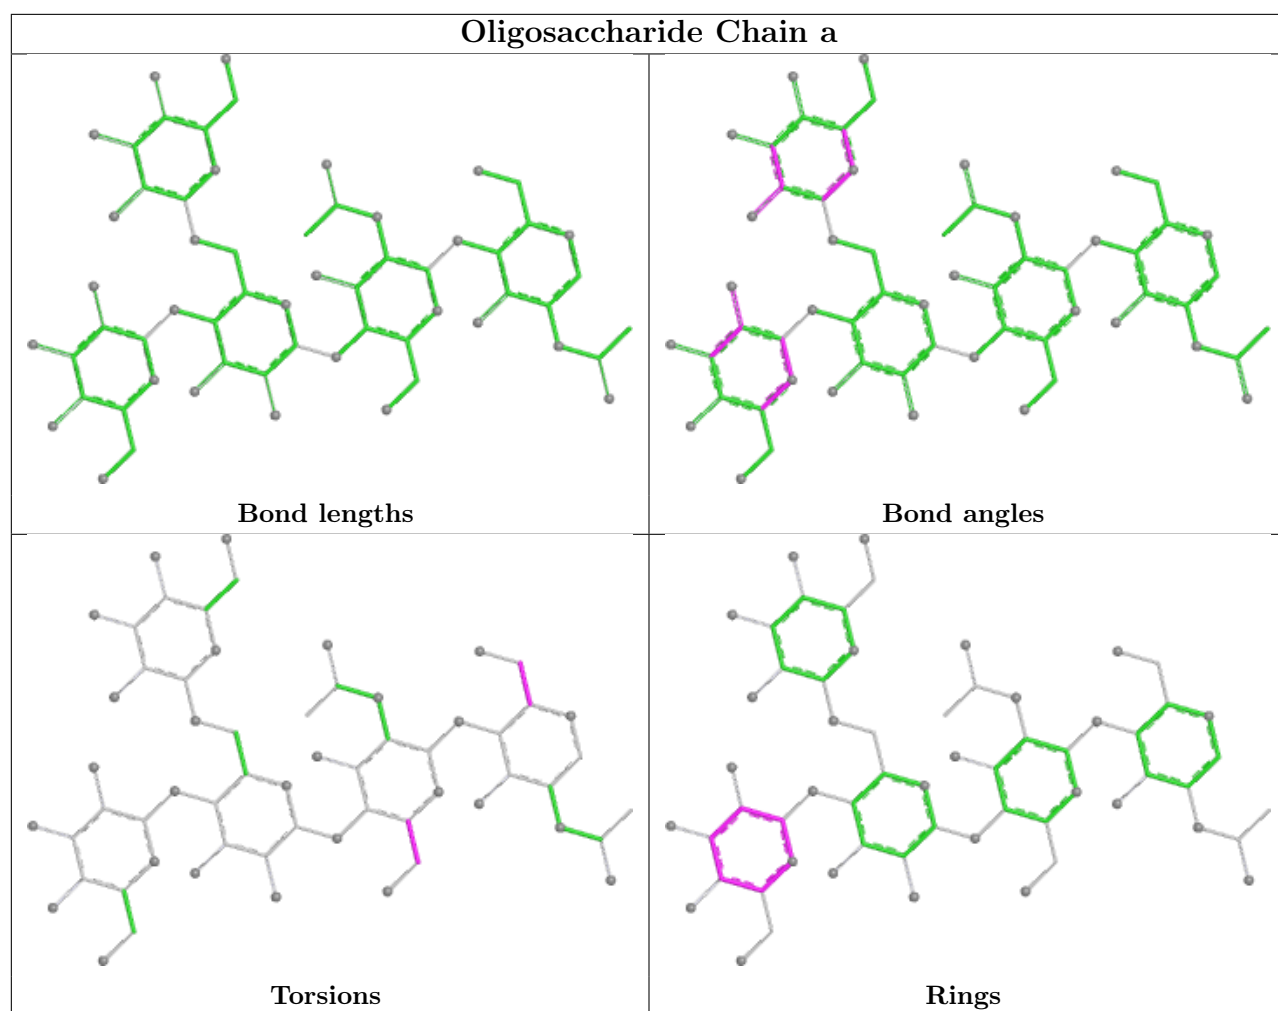 Oligosaccharide Chain a
Bond lengths
Bond angles
Torsions
Rings